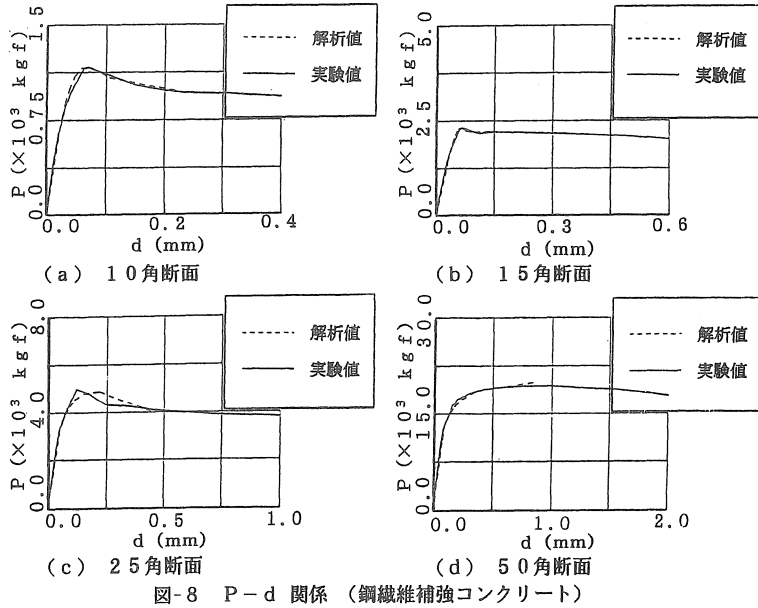 1.5
0.75
0.0
P (×10³ kgf)
解析値
実験値
0.0 0.2 0.4
d (mm)
(a) 10角断面
5.0
2.5
0.0
P (×10³ kgf)
解析値
実験値
0.0 0.3 0.6
d (mm)
(b) 15角断面
8.0
4.0
0.0
P (×10³ kgf)
解析値
実験値
0.0 0.5 1.0
d (mm)
(c) 25角断面
30.0
15.0
0.0
P (×10³ kgf)
解析値
実験値
0.0 1.0 2.0
d (mm)
(d) 50角断面
図-8 P-d 関係 (鋼繊維補強コンクリート)